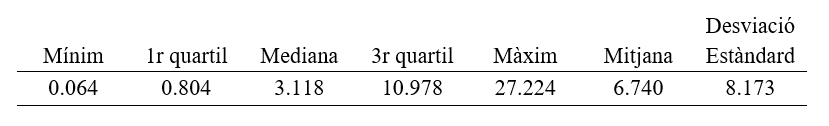 Desviació
Mínim 1r quartil Mediana 3r quartil Màxim Mitjana Estàndard
0.064 0.804 3.118 10.978 27.224 6.740 8.173